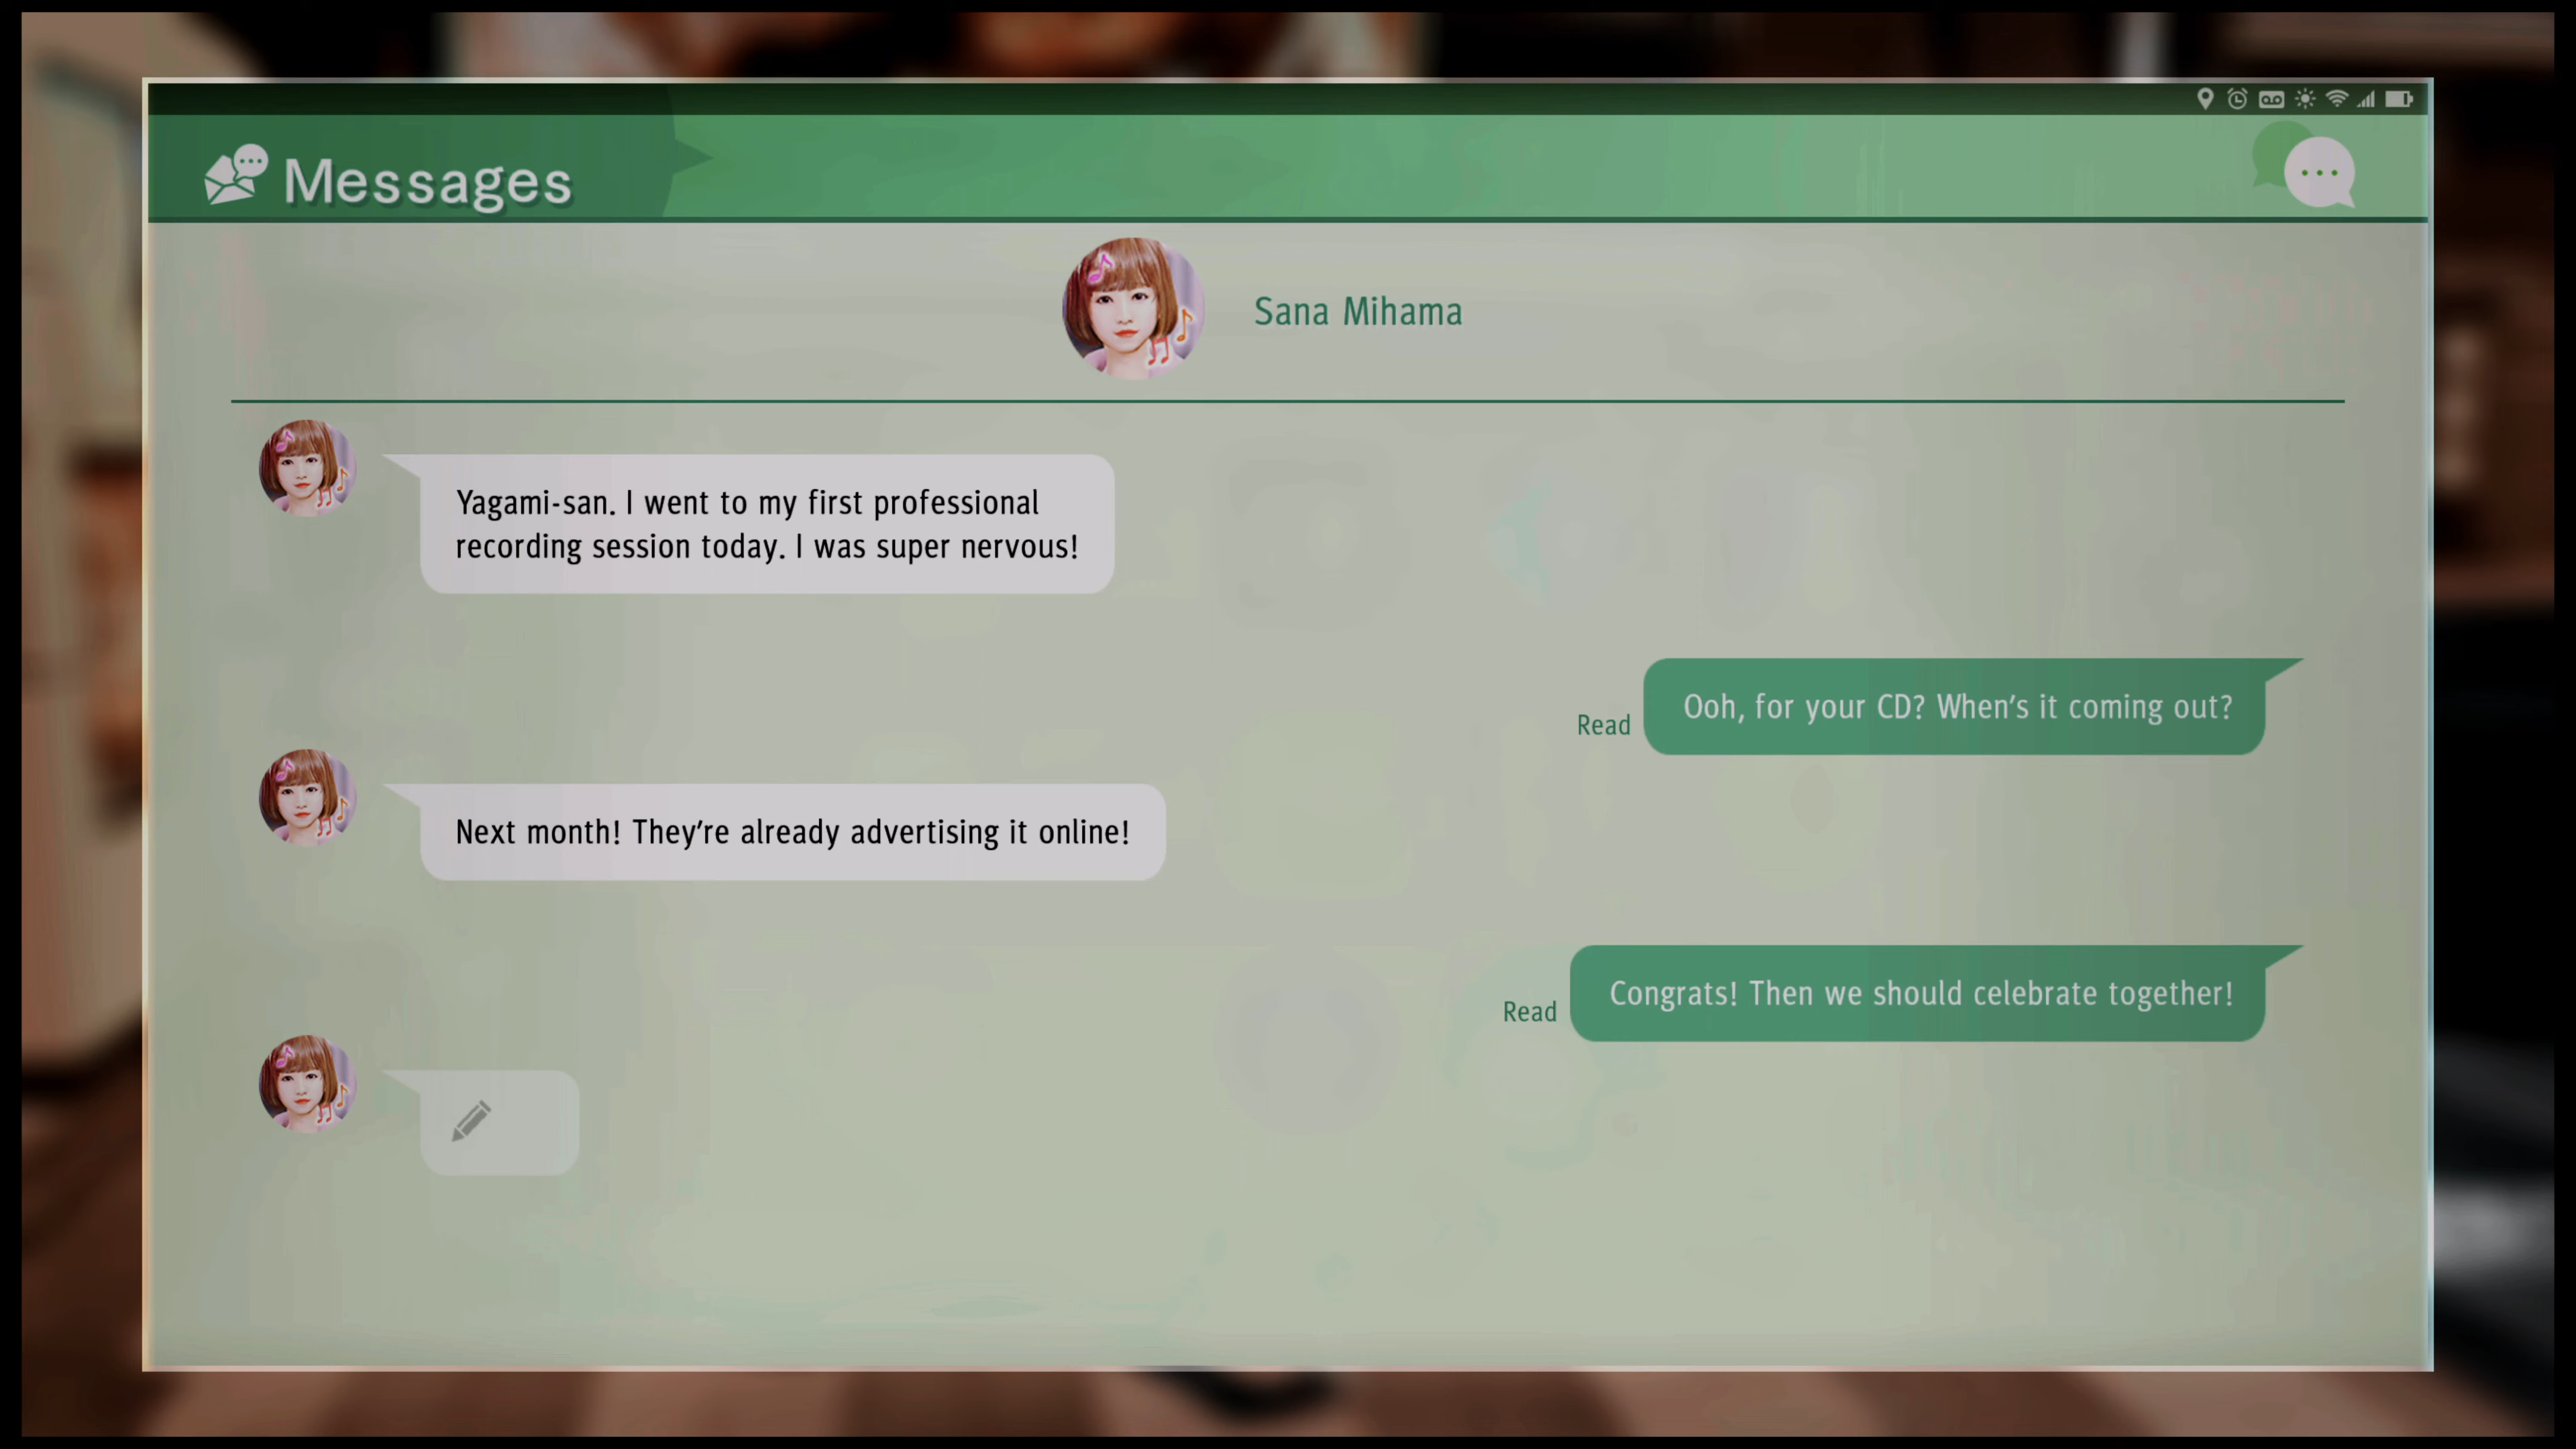 Messages
Sana Mihama
Yagami-san. I went to my first professional
recording session today. I was super nervous!
Ooh, for your CD? When's it coming out?
Read
Next month! They're already advertising it online!
Congrats! Then we should celebrate together!
Read